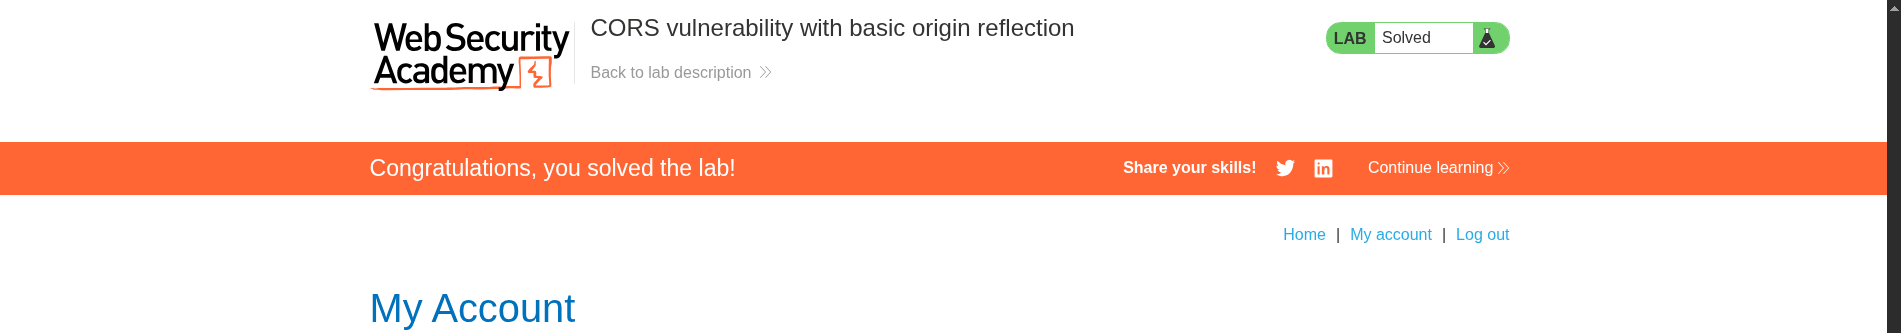 Web Security
Academy
CORS vulnerability with basic origin reflection
Back to lab description
LAB Solved
Congratulations, you solved the lab!
Share your skills!
Continue learning
Home | My account | Log out
My Account